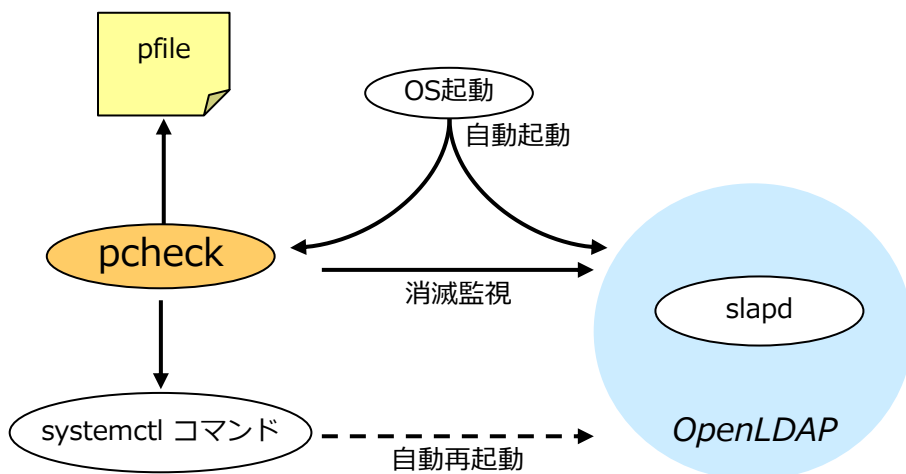 pfile
OS起動
自動起動
pcheck
消滅監視
slapd
systemctl コマンド
自動再起動
OpenLDAP